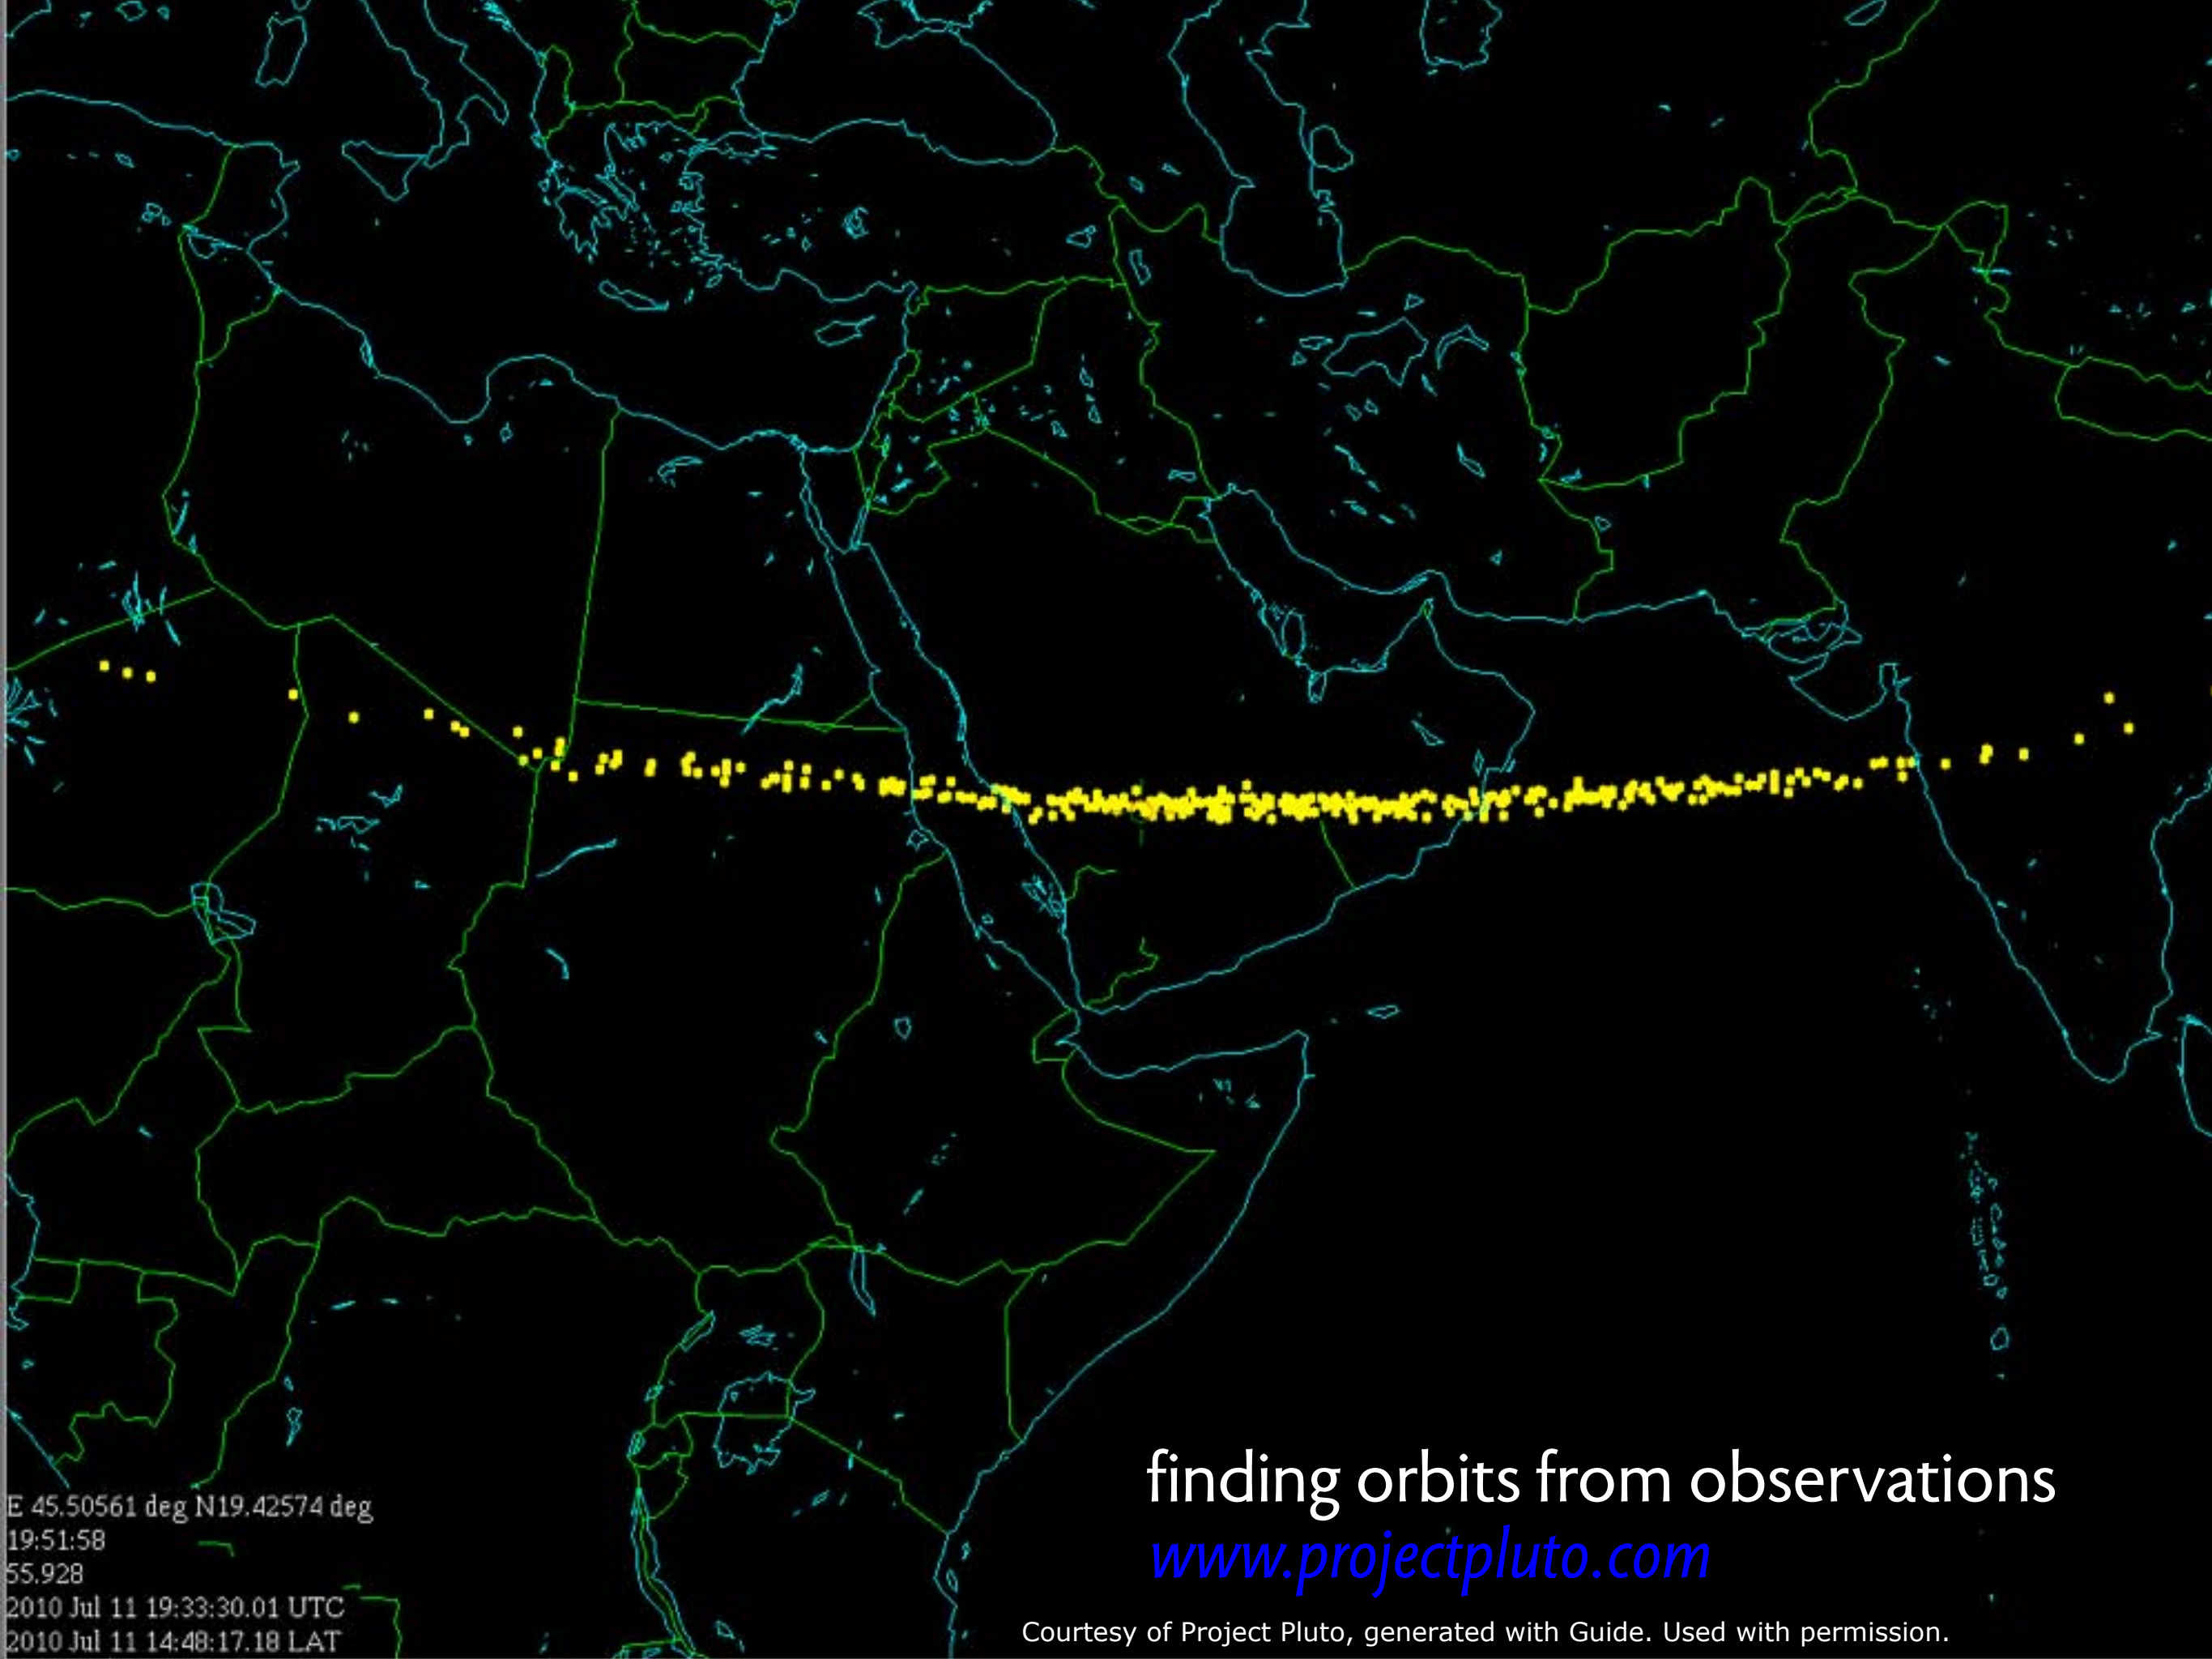 E 45.50561 deg N19.42574 deg
19:51:58
55.928
2010 Jul 11 19:33:30.01 UTC
2010 Jul 11 14:48:17.18 LAT
finding orbits from observations
www.projectpluto.com
Courtesy of Project Pluto, generated with Guide. Used with permission.